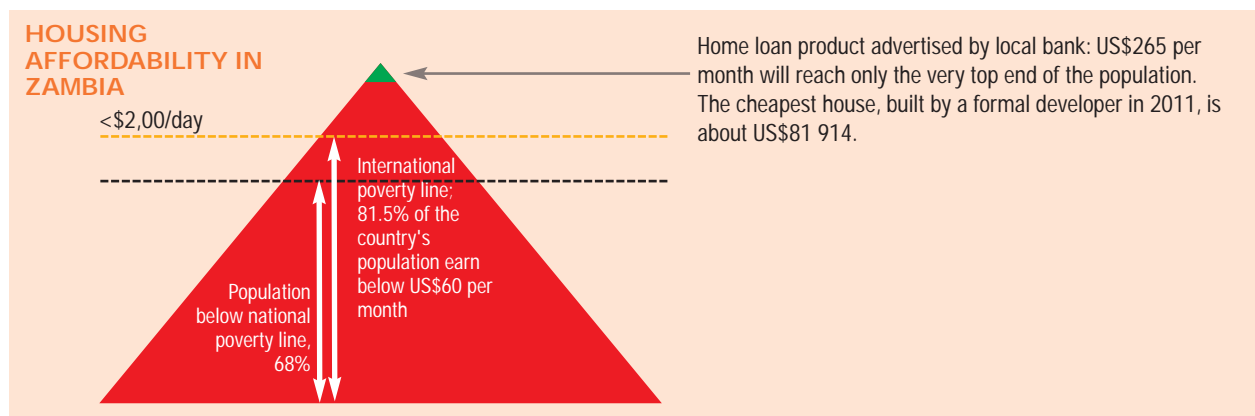 HOUSING
AFFORDABILITY IN
ZAMBIA
<$2,00/day
Home loan product advertised by local bank: US$265 per
month will reach only the very top end of the population.
The cheapest house, built by a formal developer in 2011, is
about US$81 914.
International
poverty line;
81.5% of the
country's
population earn
below US$60 per
month
Population
below national
poverty line,
68%